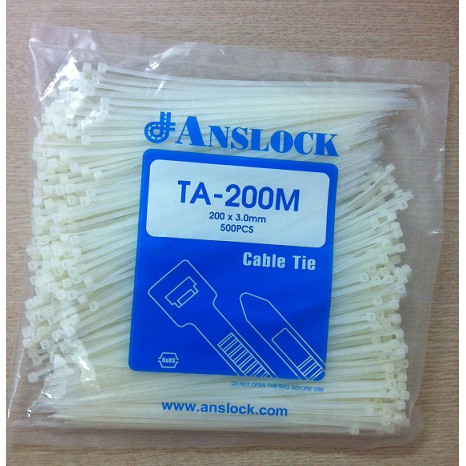 ANSLOCK
TA-200M
200 x 3.0mm
500PCS
Cable Tie
RoHS
DO NOT OPEN THE BAG BEFORE USE
www.anslock.com